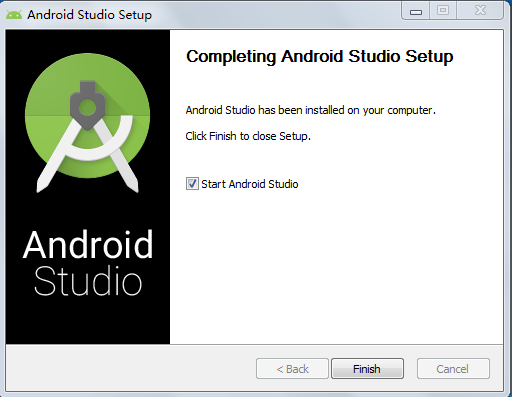 Android Studio Setup
Completing Android Studio Setup
Android Studio has been installed on your computer.
Click Finish to close Setup.
Start Android Studio
Android
Studio
< Back
Finish
Cancel